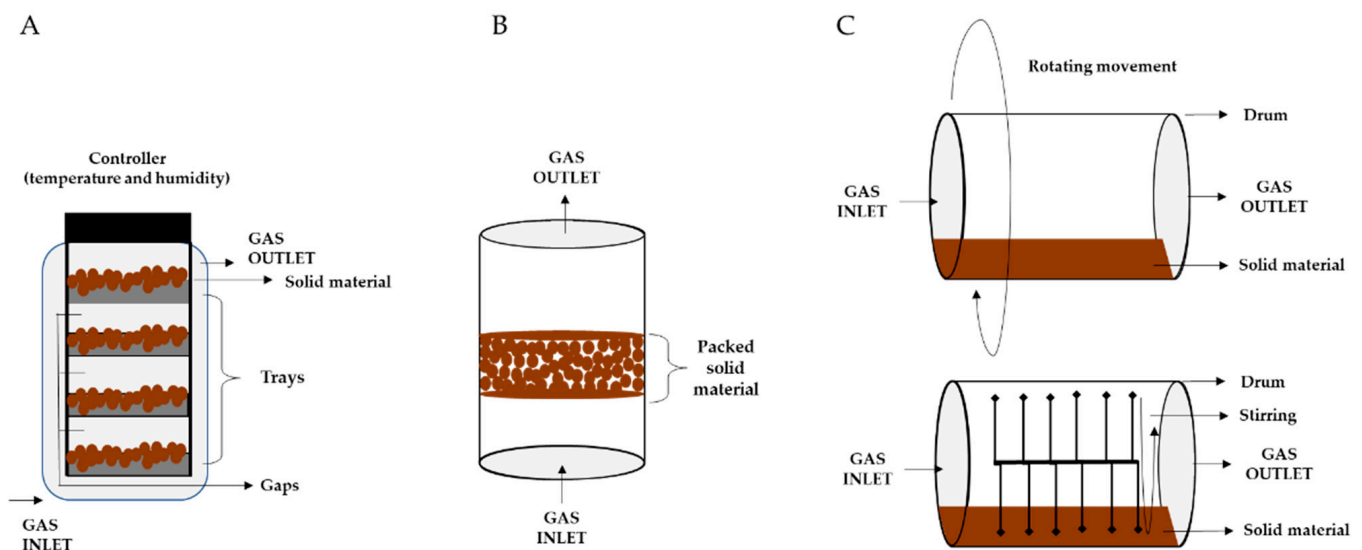 A
Controller
(temperature and humidity)
GAS
OUTLET
Solid material
Trays
Gaps
GAS
INLET
B
GAS
OUTLET
Packed
solid
material
GAS
INLET
C
Rotating movement
Drum
GAS
INLET
GAS
OUTLET
Solid material
Drum
Stirring
GAS
INLET
GAS
OUTLET
Solid material